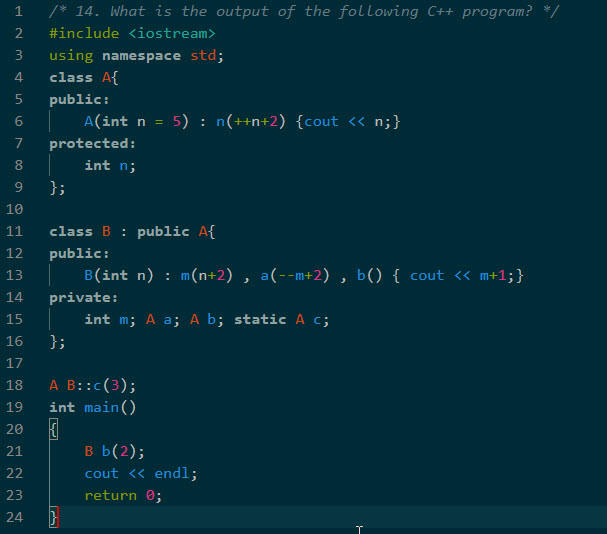 1 /* 14. What is the output of the following C++ program? */
2 #include <iostream>
3 using namespace std;
4 class A{
5 public:
6     A(int n = 5) : n(++n+2) {cout << n;}
7 protected:
8     int n;
9 };
10
11 class B : public A{
12 public:
13     B(int n) : m(n+2) , a(--m+2) , b() { cout << m+1;}
14 private:
15     int m; A a; A b; static A c;
16 };
17
18 A B::c(3);
19 int main()
20 {
21     B b(2);
22     cout << endl;
23     return 0;
24 }